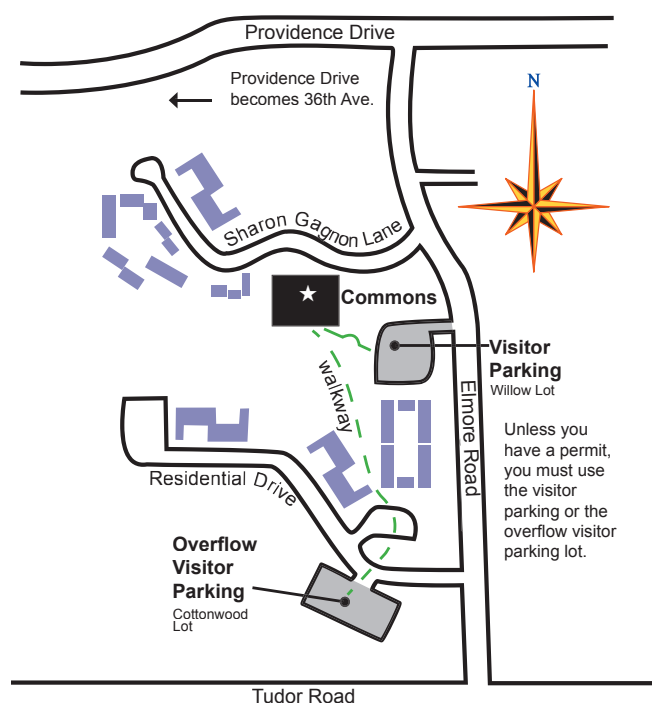 Providence Drive
Providence Drive
becomes 36th Ave.
N
Sharon Gagnon Lane
Commons
Visitor
Parking
Willow Lot
walkway
Elmore Road
Unless you
have a permit,
you must use
the visitor
parking or the
overflow visitor
parking lot.
Residential Drive
Overflow
Visitor
Parking
Cottonwood
Lot
Tudor Road